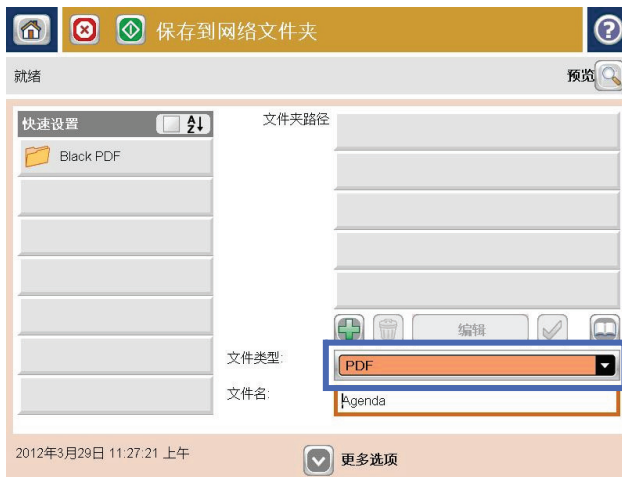 保存到网络文件夹
就绪
预览
快速设置
文件夹路径
Black PDF
编辑
文件类型:
PDF
文件名:
Agenda
2012年3月29日 11:27:21 上午
更多选项